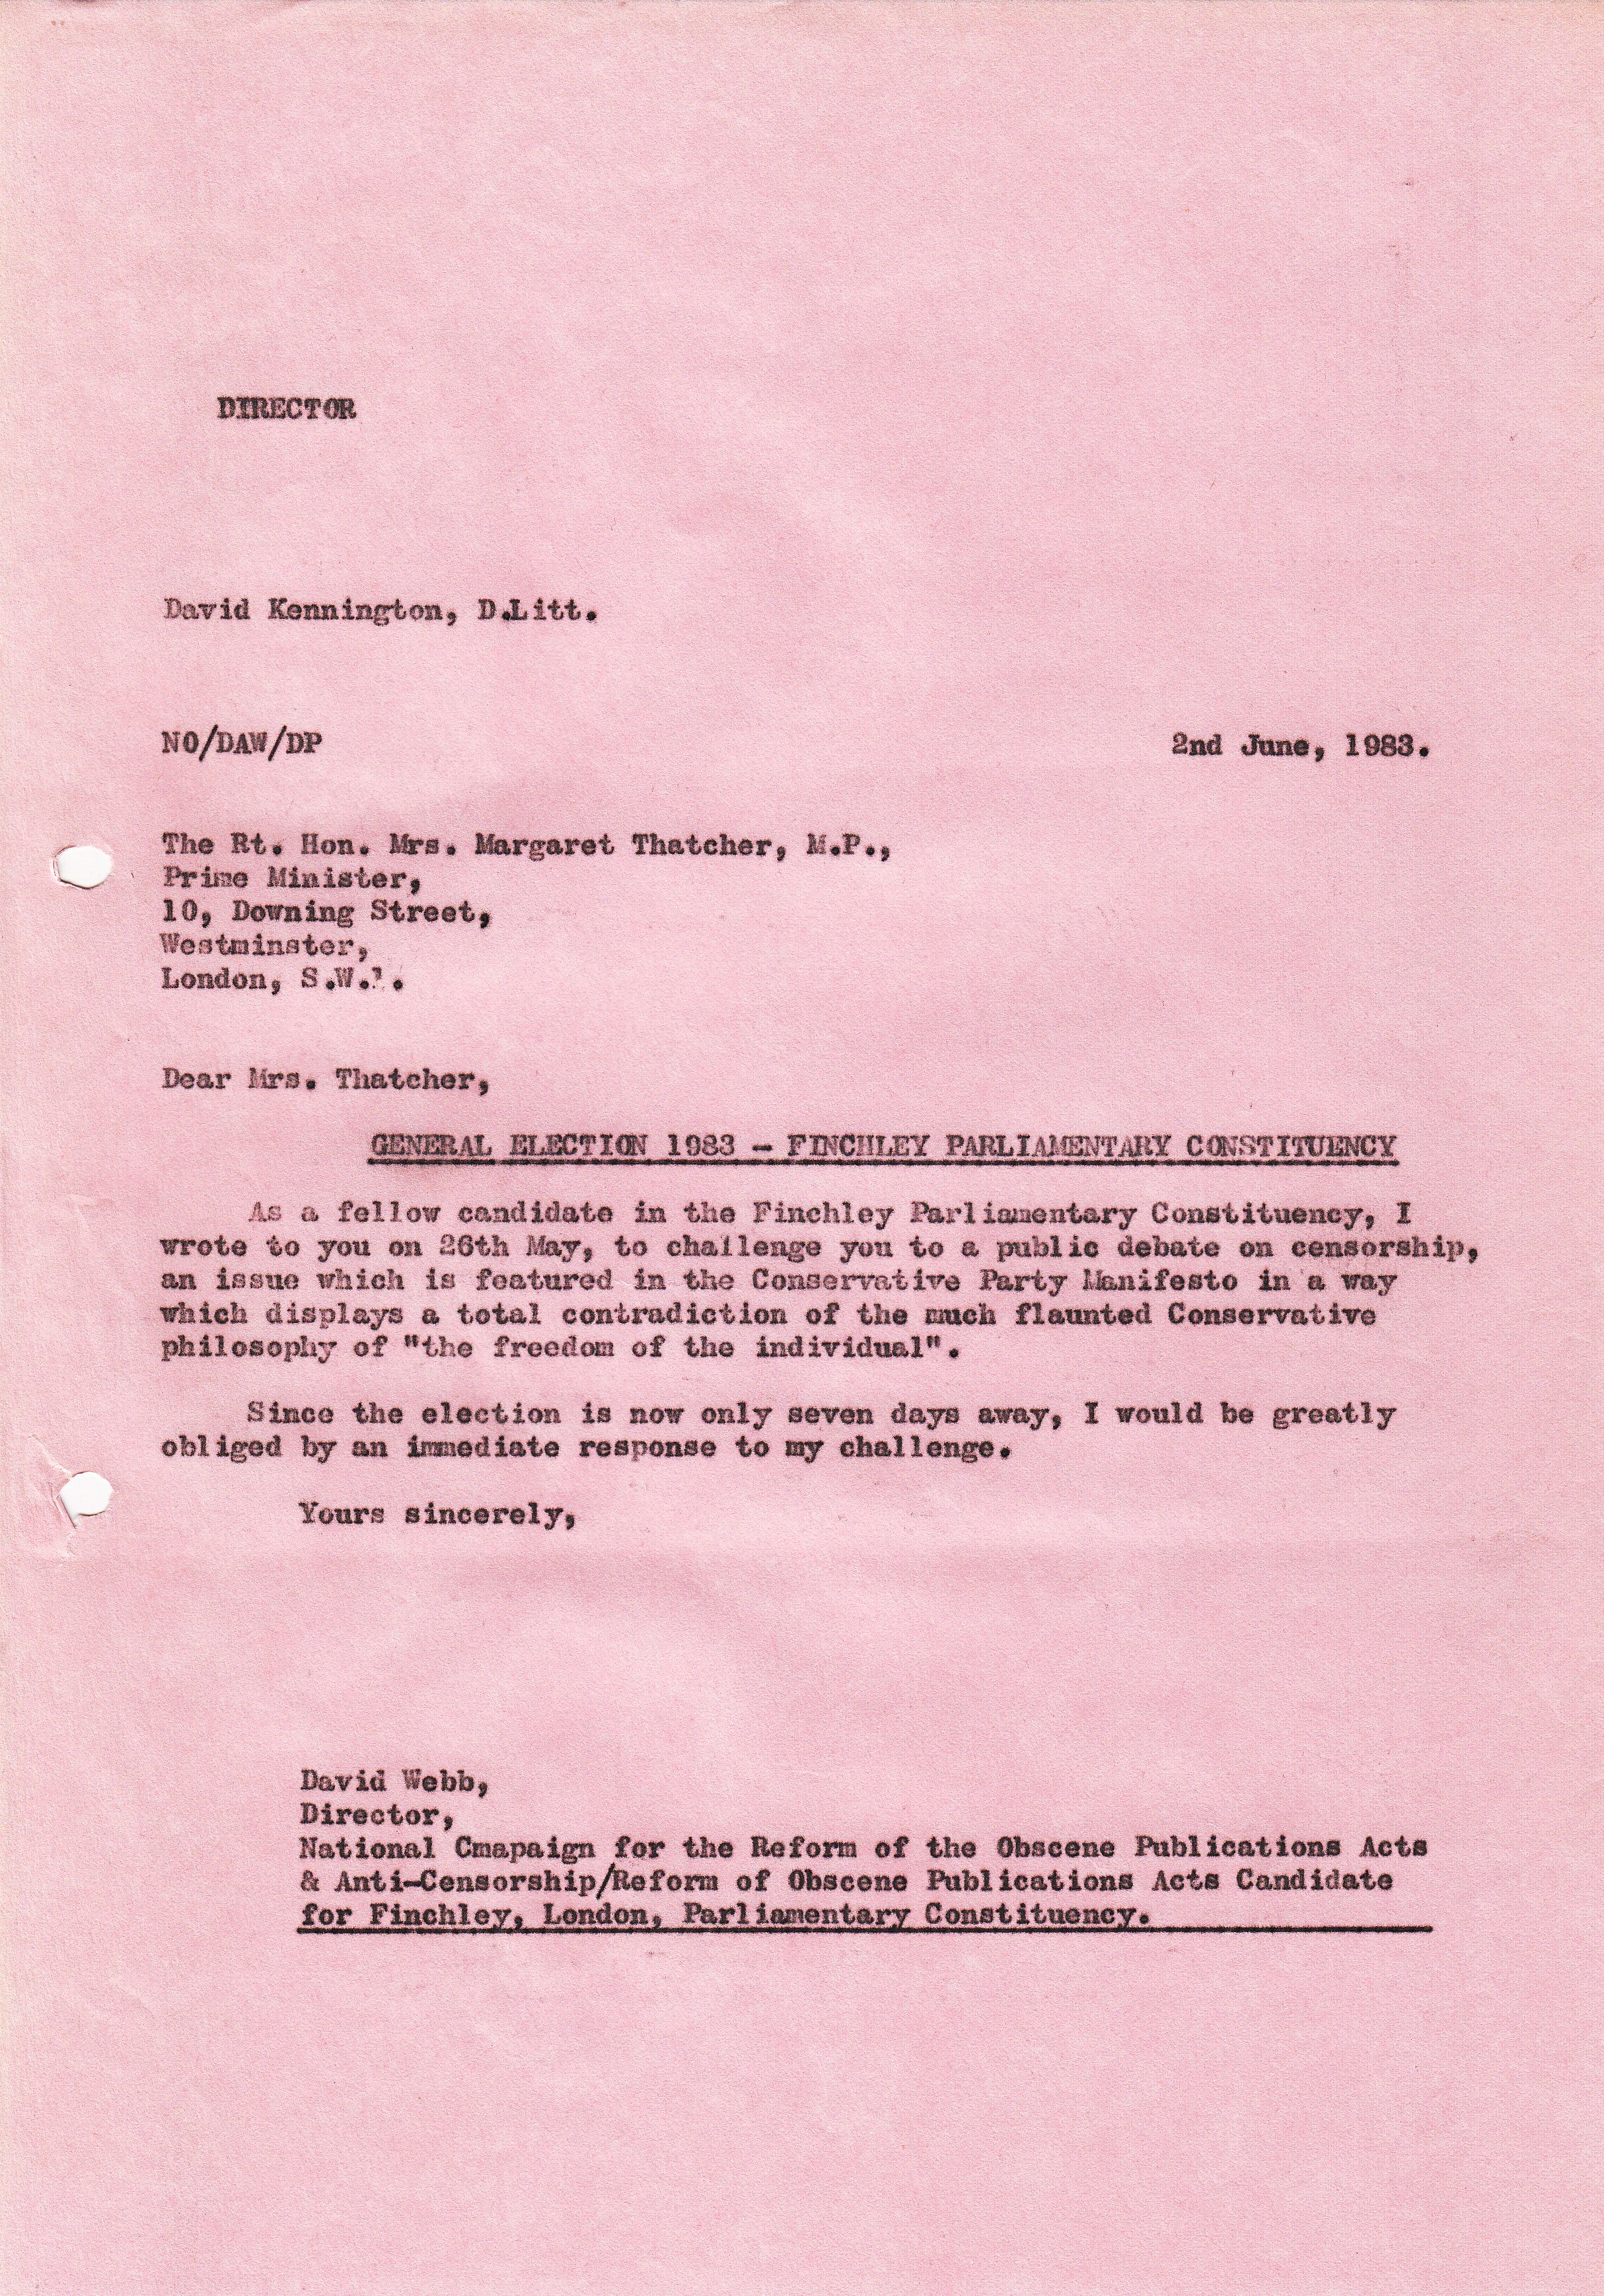 DIRECTOR
David Kennington, D.Litt.
NO/DAW/DP 2nd June, 1983.
The Rt. Hon. Mrs. Margaret Thatcher, M.P.,
Prime Minister,
10, Downing Street,
Westminster,
London, S.W.1.
Dear Mrs. Thatcher,
GENERAL ELECTION 1983 - FINCHLEY PARLIAMENTARY CONSTITUENCY
As a fellow candidate in the Finchley Parliamentary Constituency, I
wrote to you on 26th May, to challenge you to a public debate on censorship,
an issue which is featured in the Conservative Party Manifesto in a way
which displays a total contradiction of the much flaunted Conservative
philosophy of "the freedom of the individual".
Since the election is now only seven days away, I would be greatly
obliged by an immediate response to my challenge.
Yours sincerely,
David Webb,
Director,
National Cmapaign for the Reform of the Obscene Publications Acts
& Anti-Censorship/Reform of Obscene Publications Acts Candidate
for Finchley, London, Parliamentary Constituency.